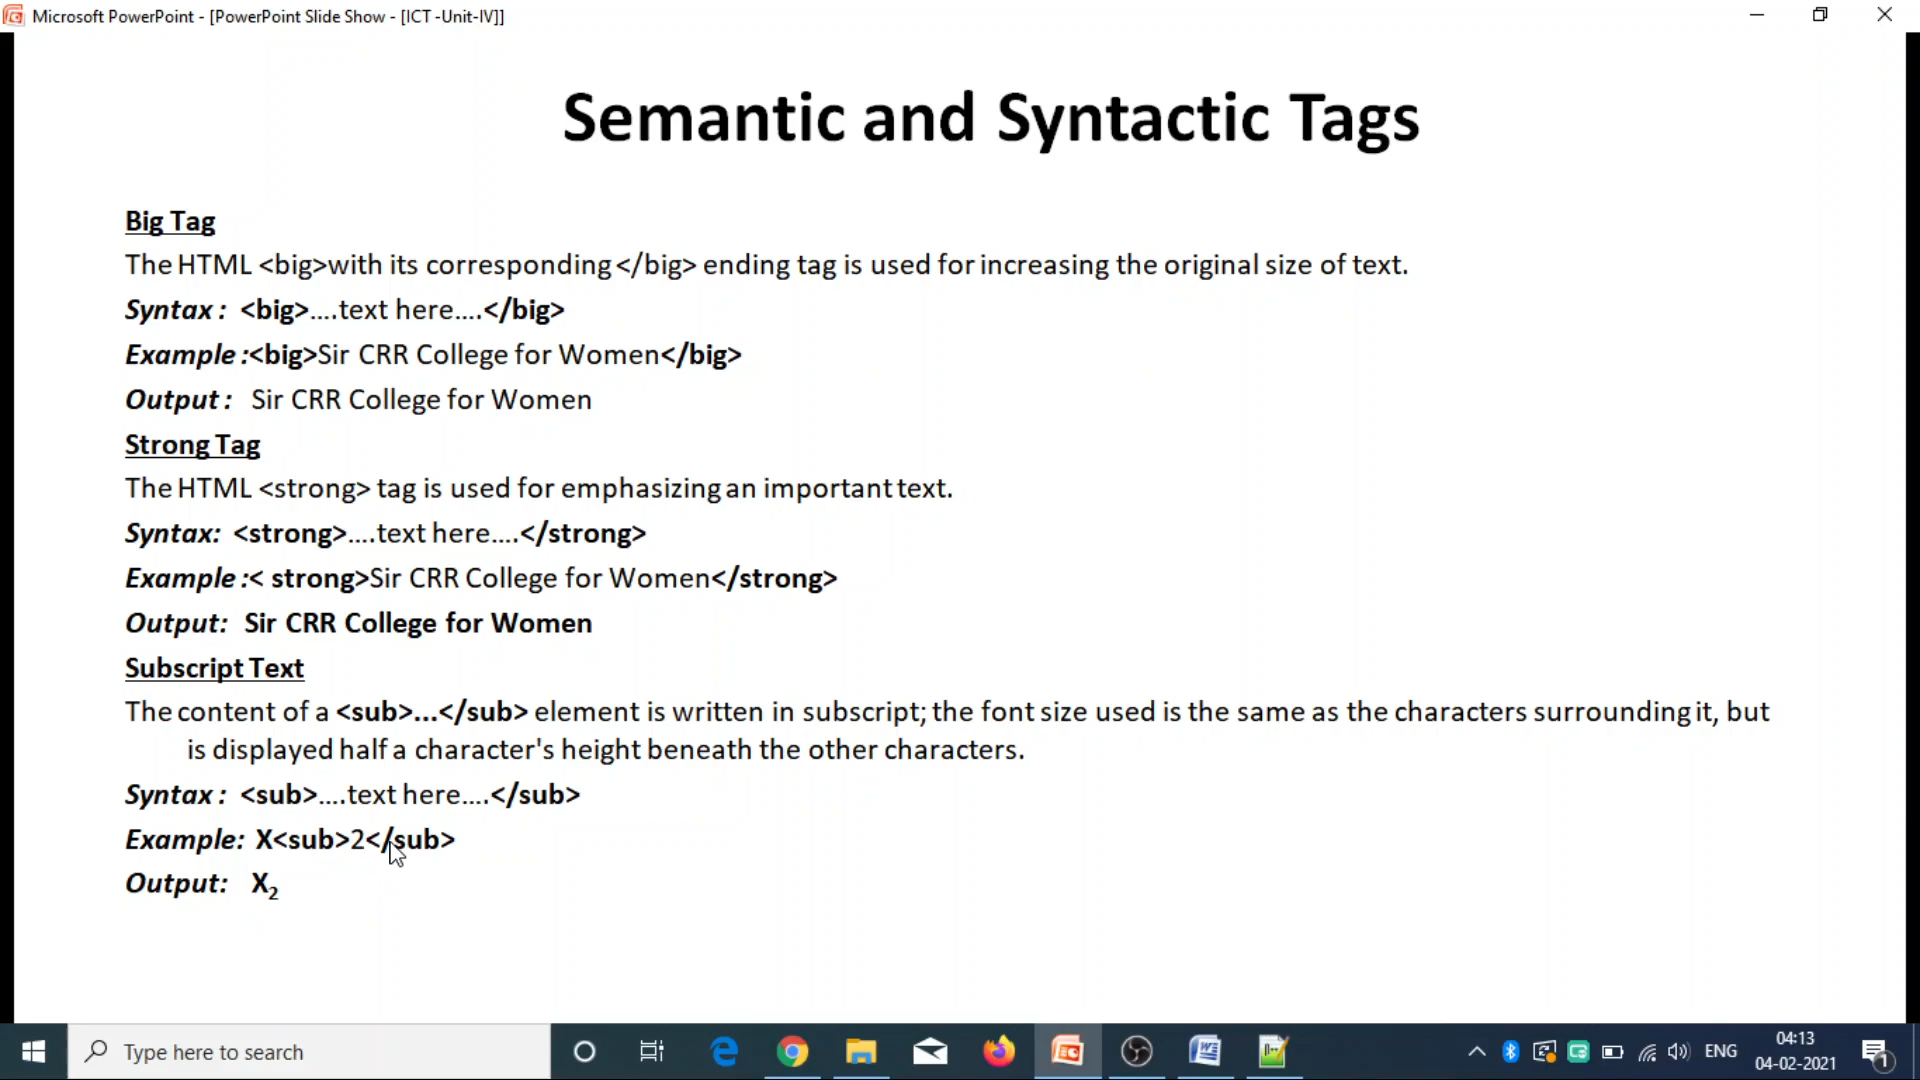 Microsoft PowerPoint - [PowerPoint Slide Show - [ICT -Unit-IV]]
Semantic and Syntactic Tags
Big Tag
The HTML <big>with its corresponding</big> ending tag is used for increasing the original size of text.
Syntax : <big>....text here....</big>
Example :<big>Sir CRR College for Women</big>
Output : Sir CRR College for Women
Strong Tag
The HTML <strong> tag is used for emphasizing an important text.
Syntax: <strong>....text here....</strong>
Example :< strong>Sir CRR College for Women</strong>
Output: Sir CRR College for Women
Subscript Text
The content of a <sub>...</sub> element is written in subscript; the font size used is the same as the characters surrounding it, but
is displayed half a character's height beneath the other characters.
Syntax : <sub>....text here....</sub>
Example: X<sub>2</sub>
Output: X₂
Type here to search
ENG
04:13
04-02-2021
1